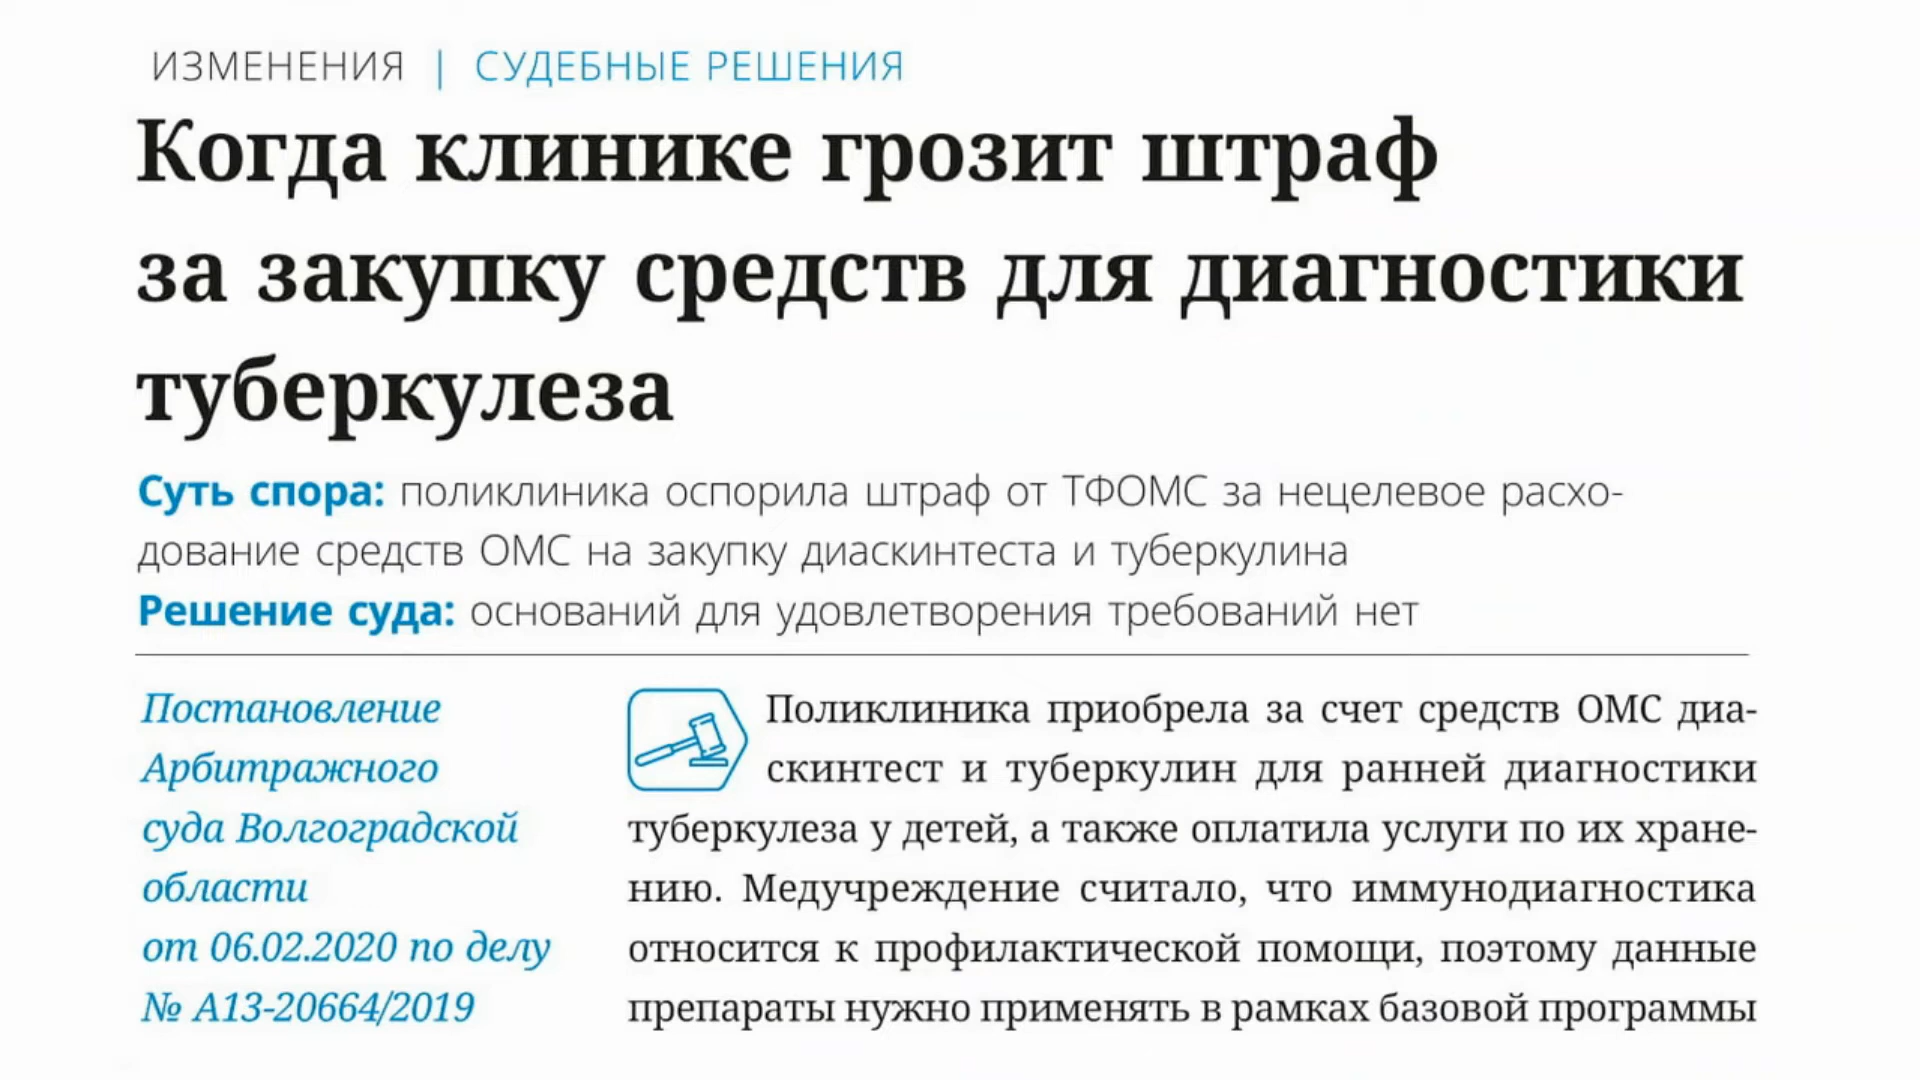 ИЗМЕНЕНИЯ | СУДЕБНЫЕ РЕШЕНИЯ
Когда клинике грозит штраф
за закупку средств для диагностики
туберкулеза
Суть спора: поликлиника оспорила штраф от ТФОМС за нецелевое расхо-
дование средств ОМС на закупку диаскинтеста и туберкулина
Решение суда: оснований для удовлетворения требований нет
Постановление
Арбитражного
суда Волгоградской
области
от 06.02.2020 по делу
№ А13-20664/2019
Поликлиника приобрела за счет средств ОМС диа-
скинтест и туберкулин для ранней диагностики
туберкулеза у детей, а также оплатила услуги по их хране-
нию. Медучреждение считало, что иммунодиагностика
относится к профилактической помощи, поэтому данные
препараты нужно применять в рамках базовой программы